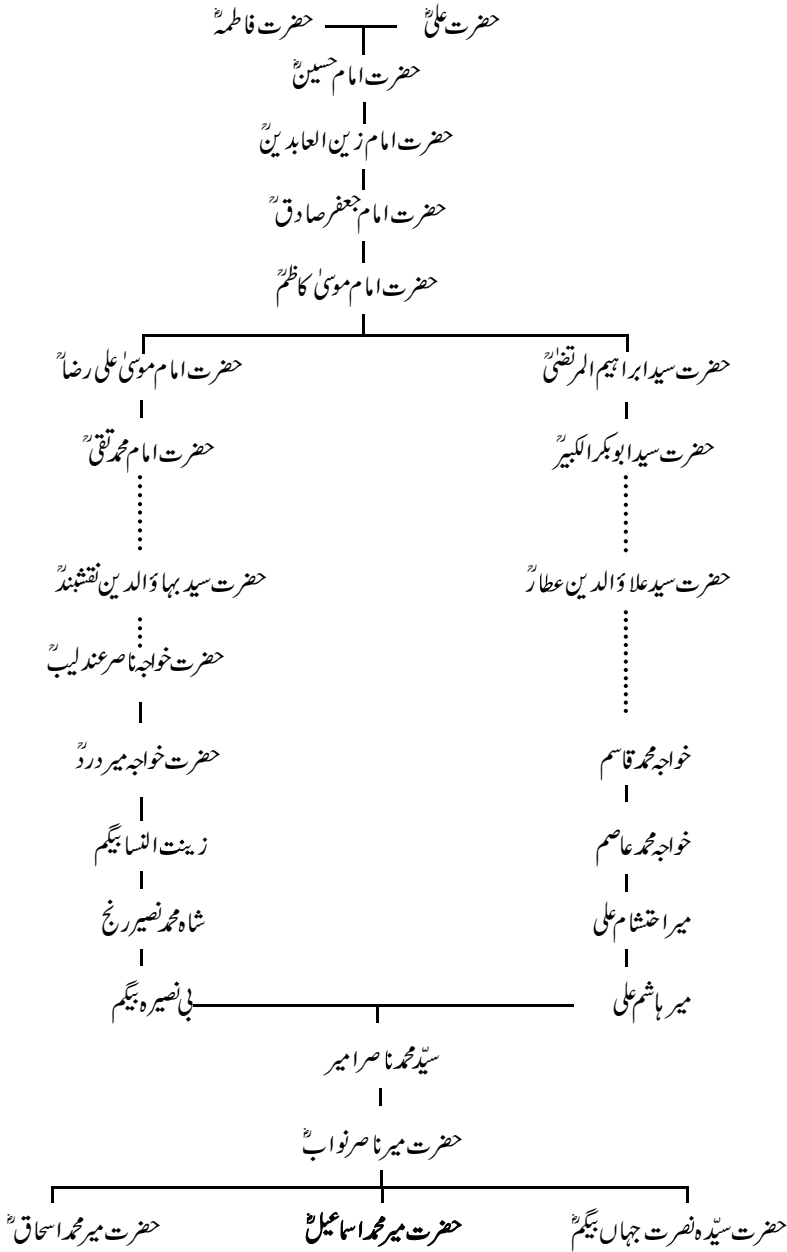 حضرت علیؓ حضرت فاطمہؓ
حضرت امام حسینؓ
حضرت امام زین العابدینؒ
حضرت امام جعفر صادقؒ
حضرت امام موسیٰ کاظمؒ
حضرت سید ابراہیم المرتضیٰؒ حضرت امام موسیٰ علی رضاؒ
حضرت سید ابوبکر الکبیرؒ حضرت امام محمد تقیؒ
حضرت سید علاؤالدین عطارؒ حضرت سید بہاؤالدین نقشبندؒ
حضرت خواجہ ناصر عندلیبؒ
خواجہ محمد قاسم حضرت خواجہ میر دردؒ
خواجہ محمد عاصم زینت النسا بیگم
میر احتشام علی شاہ محمد نصیر رنج
میر ہاشم علی بی نصیرہ بیگم
سیّد محمد ناصر امیر
حضرت میر ناصر نوابؓ
حضرت سیّدہ نصرت جہاں بیگمؓ حضرت میر محمد اسماعیلؓ حضرت میر محمد اسحاقؓ